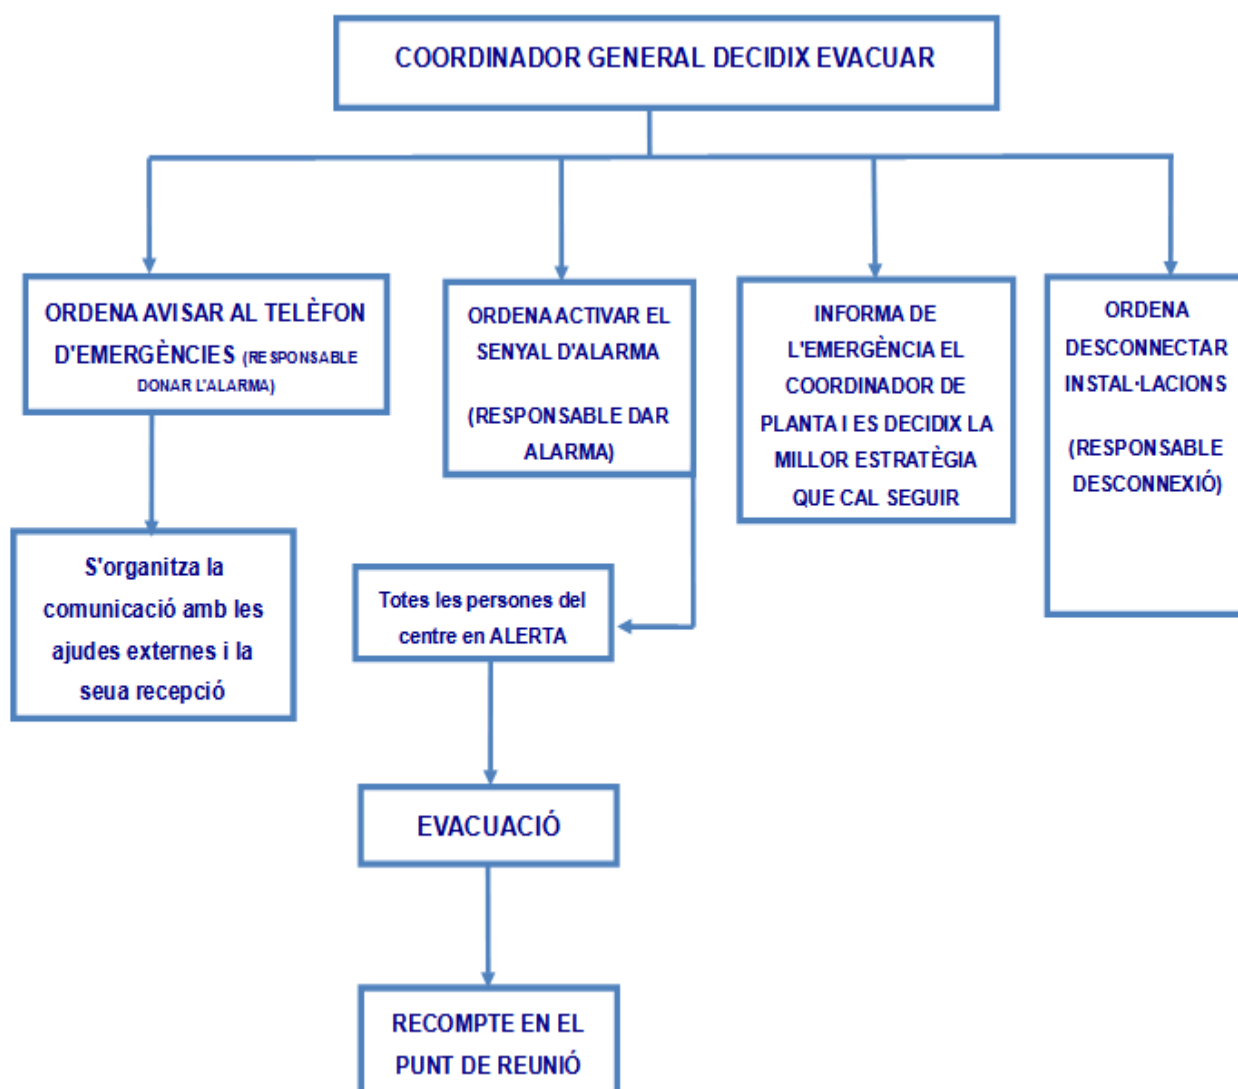 COORDINADOR GENERAL DECIDIX EVACUAR
ORDENA AVISAR AL TELÈFON
D'EMERGÈNCIES (RESPONSABLE
DONAR L'ALARMA)
ORDENA ACTIVAR EL
SENYAL D'ALARMA
(RESPONSABLE DAR
ALARMA)
INFORMA DE
L'EMERGÈNCIA EL
COORDINADOR DE
PLANTA I ES DECIDIX LA
MILLOR ESTRATÈGIA
QUE CAL SEGUIR
ORDENA
DESCONNECTAR
INSTAL·LACIONS
(RESPONSABLE
DESCONNEXIÓ)
S'organitza la
comunicació amb les
ajudes externes i la
seua recepció
Totes les persones del
centre en ALERTA
EVACUACIÓ
RECOMPTE EN EL
PUNT DE REUNIÓ